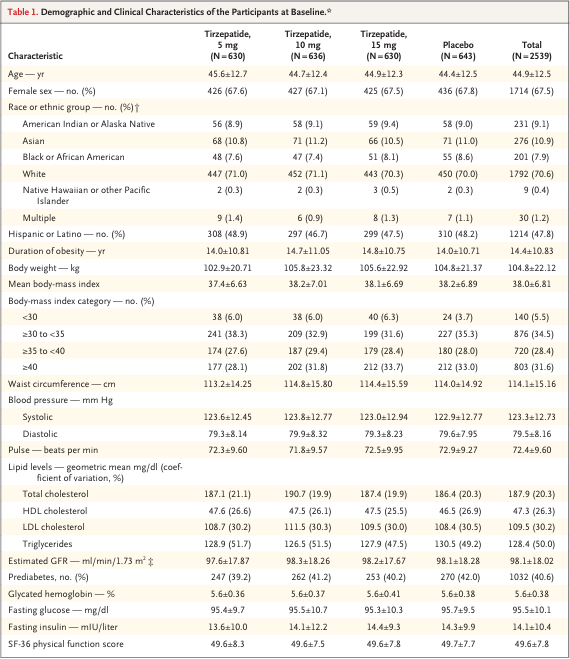 Table 1. Demographic and Clinical Characteristics of the Participants at Baseline.*
Characteristic Tirzepatide, 5 mg (N=630) Tirzepatide, 10 mg (N=636) Tirzepatide, 15 mg (N=630) Placebo (N=643) Total (N=2539)
Age — yr 45.6±12.7 44.7±12.4 44.9±12.3 44.4±12.5 44.9±12.5
Female sex — no. (%) 426 (67.6) 427 (67.1) 425 (67.5) 436 (67.8) 1714 (67.5)
Race or ethnic group — no. (%)†
American Indian or Alaska Native 56 (8.9) 58 (9.1) 59 (9.4) 58 (9.0) 231 (9.1)
Asian 68 (10.8) 71 (11.2) 66 (10.5) 71 (11.0) 276 (10.9)
Black or African American 48 (7.6) 47 (7.4) 51 (8.1) 55 (8.6) 201 (7.9)
White 447 (71.0) 452 (71.1) 443 (70.3) 450 (70.0) 1792 (70.6)
Native Hawaiian or other Pacific 2 (0.3) 2 (0.3) 3 (0.5) 2 (0.3) 9 (0.4)
Islander
Multiple 9 (1.4) 6 (0.9) 8 (1.3) 7 (1.1) 30 (1.2)
Hispanic or Latino — no. (%) 308 (48.9) 297 (46.7) 299 (47.5) 310 (48.2) 1214 (47.8)
Duration of obesity — yr 14.0±10.81 14.7±11.05 14.8±10.75 14.0±10.71 14.4±10.83
Body weight — kg 102.9±20.71 105.8±23.32 105.6±22.92 104.8±21.37 104.8±22.12
Mean body-mass index 37.4±6.63 38.2±7.01 38.1±6.69 38.2±6.89 38.0±6.81
Body-mass index category — no. (%)
<30 38 (6.0) 38 (6.0) 40 (6.3) 24 (3.7) 140 (5.5)
≥30 to <35 241 (38.3) 209 (32.9) 199 (31.6) 227 (35.3) 876 (34.5)
≥35 to <40 174 (27.6) 187 (29.4) 179 (28.4) 180 (28.0) 720 (28.4)
≥40 177 (28.1) 202 (31.8) 212 (33.7) 212 (33.0) 803 (31.6)
Waist circumference — cm 113.2±14.25 114.8±15.80 114.4±15.59 114.0±14.92 114.1±15.16
Blood pressure — mm Hg
Systolic 123.6±12.45 123.8±12.77 123.0±12.94 122.9±12.77 123.3±12.73
Diastolic 79.3±8.14 79.9±8.32 79.3±8.23 79.6±7.95 79.5±8.16
Pulse — beats per min 72.3±9.60 71.8±9.57 72.5±9.95 72.9±9.27 72.4±9.60
Lipid levels — geometric mean mg/dl (coef-
ficient of variation, %)
Total cholesterol 187.1 (21.1) 190.7 (19.9) 187.4 (19.9) 186.4 (20.3) 187.9 (20.3)
HDL cholesterol 47.6 (26.6) 47.5 (26.1) 47.5 (25.5) 46.5 (26.9) 47.3 (26.3)
LDL cholesterol 108.7 (30.2) 111.5 (30.3) 109.5 (30.0) 108.4 (30.5) 109.5 (30.2)
Triglycerides 128.9 (51.7) 126.5 (51.5) 127.9 (47.5) 130.5 (49.2) 128.4 (50.0)
Estimated GFR — ml/min/1.73 m² ‡ 97.6±17.87 98.3±18.26 98.2±17.67 98.1±18.28 98.1±18.02
Prediabetes, no. (%) 247 (39.2) 262 (41.2) 253 (40.2) 270 (42.0) 1032 (40.6)
Glycated hemoglobin — % 5.6±0.36 5.6±0.37 5.6±0.41 5.6±0.38 5.6±0.38
Fasting glucose — mg/dl 95.4±9.7 95.5±10.7 95.3±10.3 95.7±9.5 95.5±10.1
Fasting insulin — mIU/liter 13.6±10.0 14.1±12.2 14.4±9.3 14.3±9.9 14.1±10.4
SF-36 physical function score 49.6±8.3 49.6±7.5 49.6±7.8 49.7±7.7 49.6±7.8